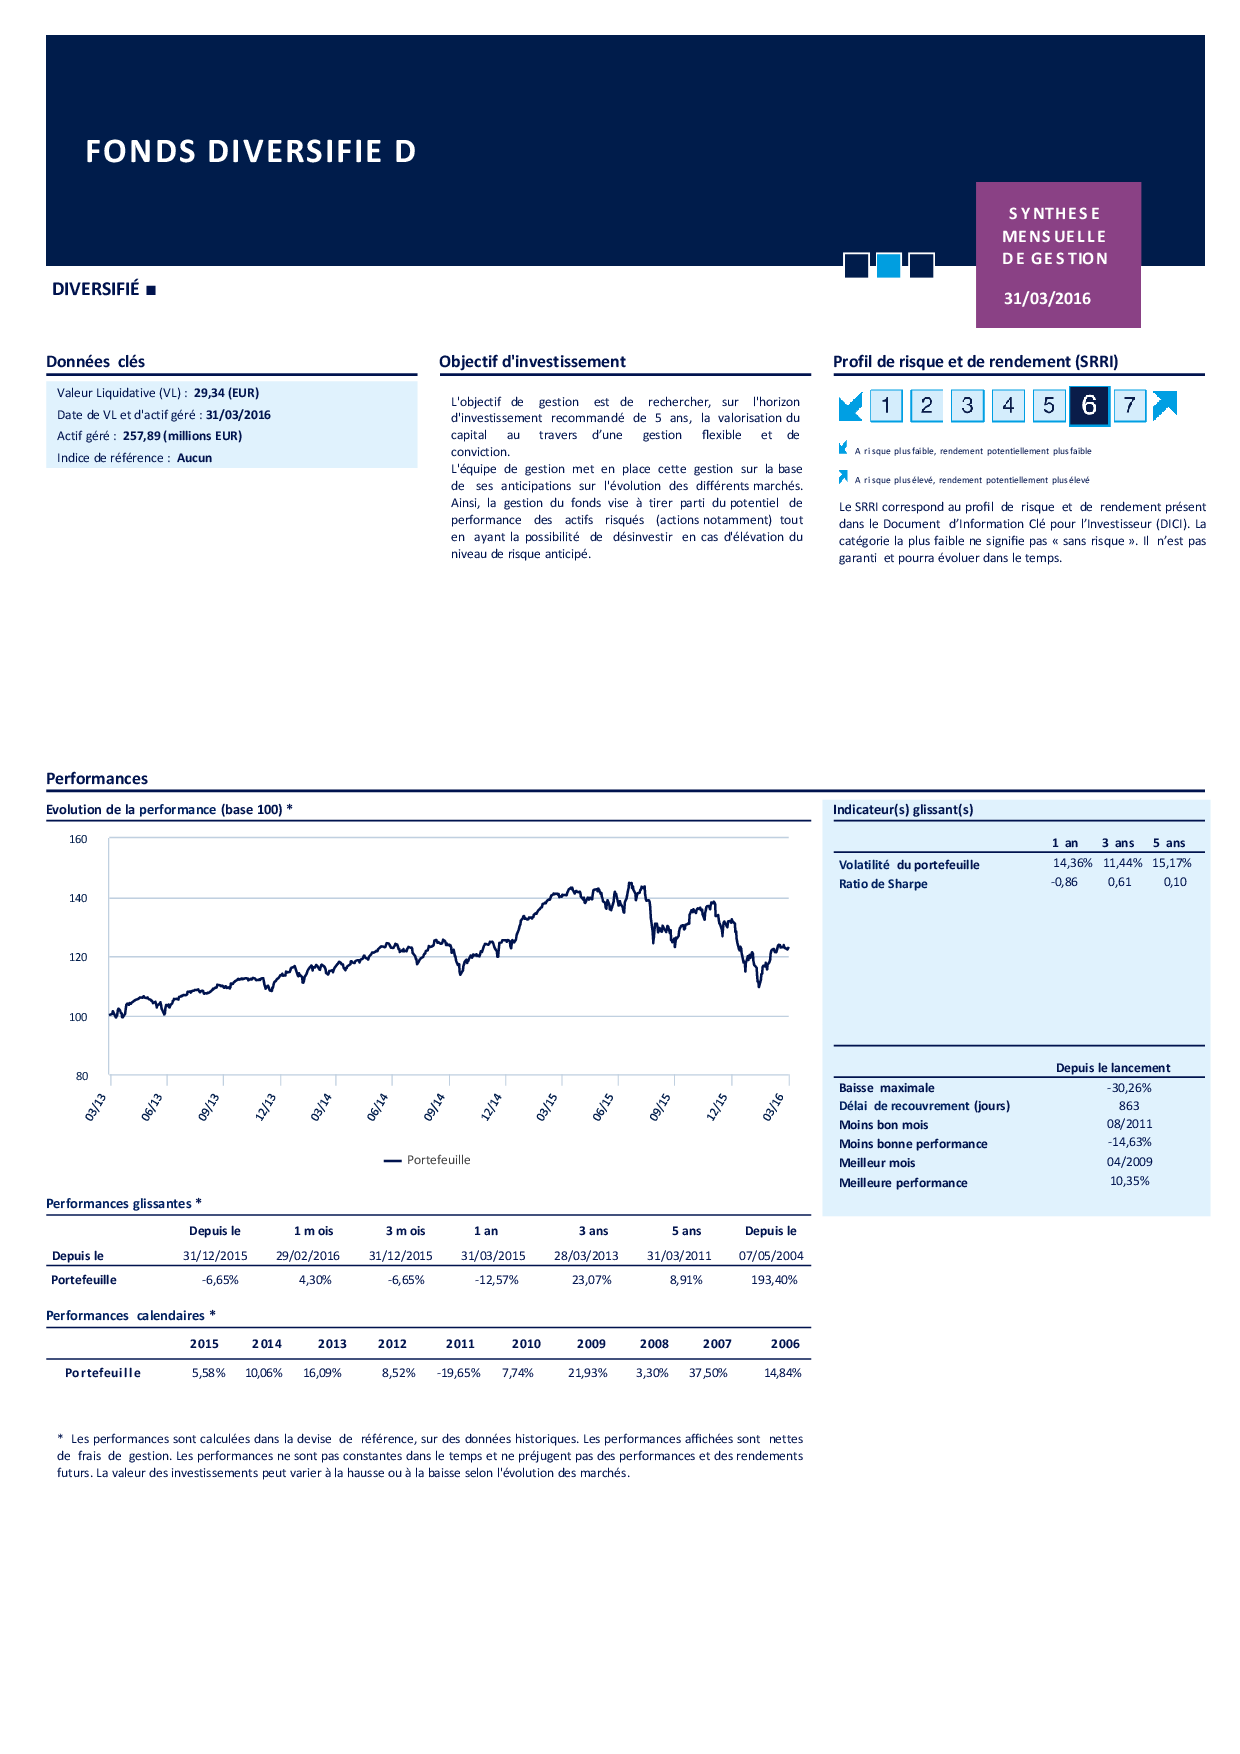 FONDS DIVERSIFIE D
SYNTHESE
MENSUELLE
DE GESTION
31/03/2016
DIVERSIFIÉ ■
Données clés
Valeur Liquidative (VL) : 29,34 (EUR)
Date de VL et d'actif géré : 31/03/2016
Actif géré : 257,89 (millions EUR)
Indice de référence : Aucun
Objectif d'investissement
L'objectif de gestion est de rechercher, sur l'horizon
d'investissement recommandé de 5 ans, la valorisation du
capital au travers d’une gestion flexible et de
conviction.
L'équipe de gestion met en place cette gestion sur la base
de ses anticipations sur l'évolution des différents marchés.
Ainsi, la gestion du fonds vise à tirer parti du potentiel de
performance des actifs risqués (actions notamment) tout
en ayant la possibilité de désinvestir en cas d'élévation du
niveau de risque anticipé.
Profil de risque et de rendement (SRRI)
1 2 3 4 5 6 7
A risque plus faible, rendement potentiellement plus faible
A risque plus élevé, rendement potentiellement plus élevé
Le SRRI correspond au profil de risque et de rendement présent
dans le Document d’Information Clé pour l’Investisseur (DICI). La
catégorie la plus faible ne signifie pas « sans risque ». Il n’est pas
garanti et pourra évoluer dans le temps.
Performances
Evolution de la performance (base 100) *
160
140
120
100
80
03/13 06/13 09/13 12/13 03/14 06/14 09/14 12/14 03/15 06/15 09/15 12/15 03/16
Portefeuille
Indicateur(s) glissant(s)
1 an 3 ans 5 ans
Volatilité du portefeuille 14,36% 11,44% 15,17%
Ratio de Sharpe -0,86 0,61 0,10
Depuis le lancement
Baisse maximale -30,26%
Délai de recouvrement (jours) 863
Moins bon mois 08/2011
Moins bonne performance -14,63%
Meilleur mois 04/2009
Meilleure performance 10,35%
Performances glissantes *
Depuis le 1 mois 3 mois 1 an 3 ans 5 ans Depuis le
Depuis le 31/12/2015 29/02/2016 31/12/2015 31/03/2015 28/03/2013 31/03/2011 07/05/2004
Portefeuille -6,65% 4,30% -6,65% -12,57% 23,07% 8,91% 193,40%
Performances calendaires *
2015 2014 2013 2012 2011 2010 2009 2008 2007 2006
Portefeuille 5,58% 10,06% 16,09% 8,52% -19,65% 7,74% 21,93% 3,30% 37,50% 14,84%
* Les performances sont calculées dans la devise de référence, sur des données historiques. Les performances affichées sont nettes
de frais de gestion. Les performances ne sont pas constantes dans le temps et ne préjugent pas des performances et des rendements
futurs. La valeur des investissements peut varier à la hausse ou à la baisse selon l'évolution des marchés.